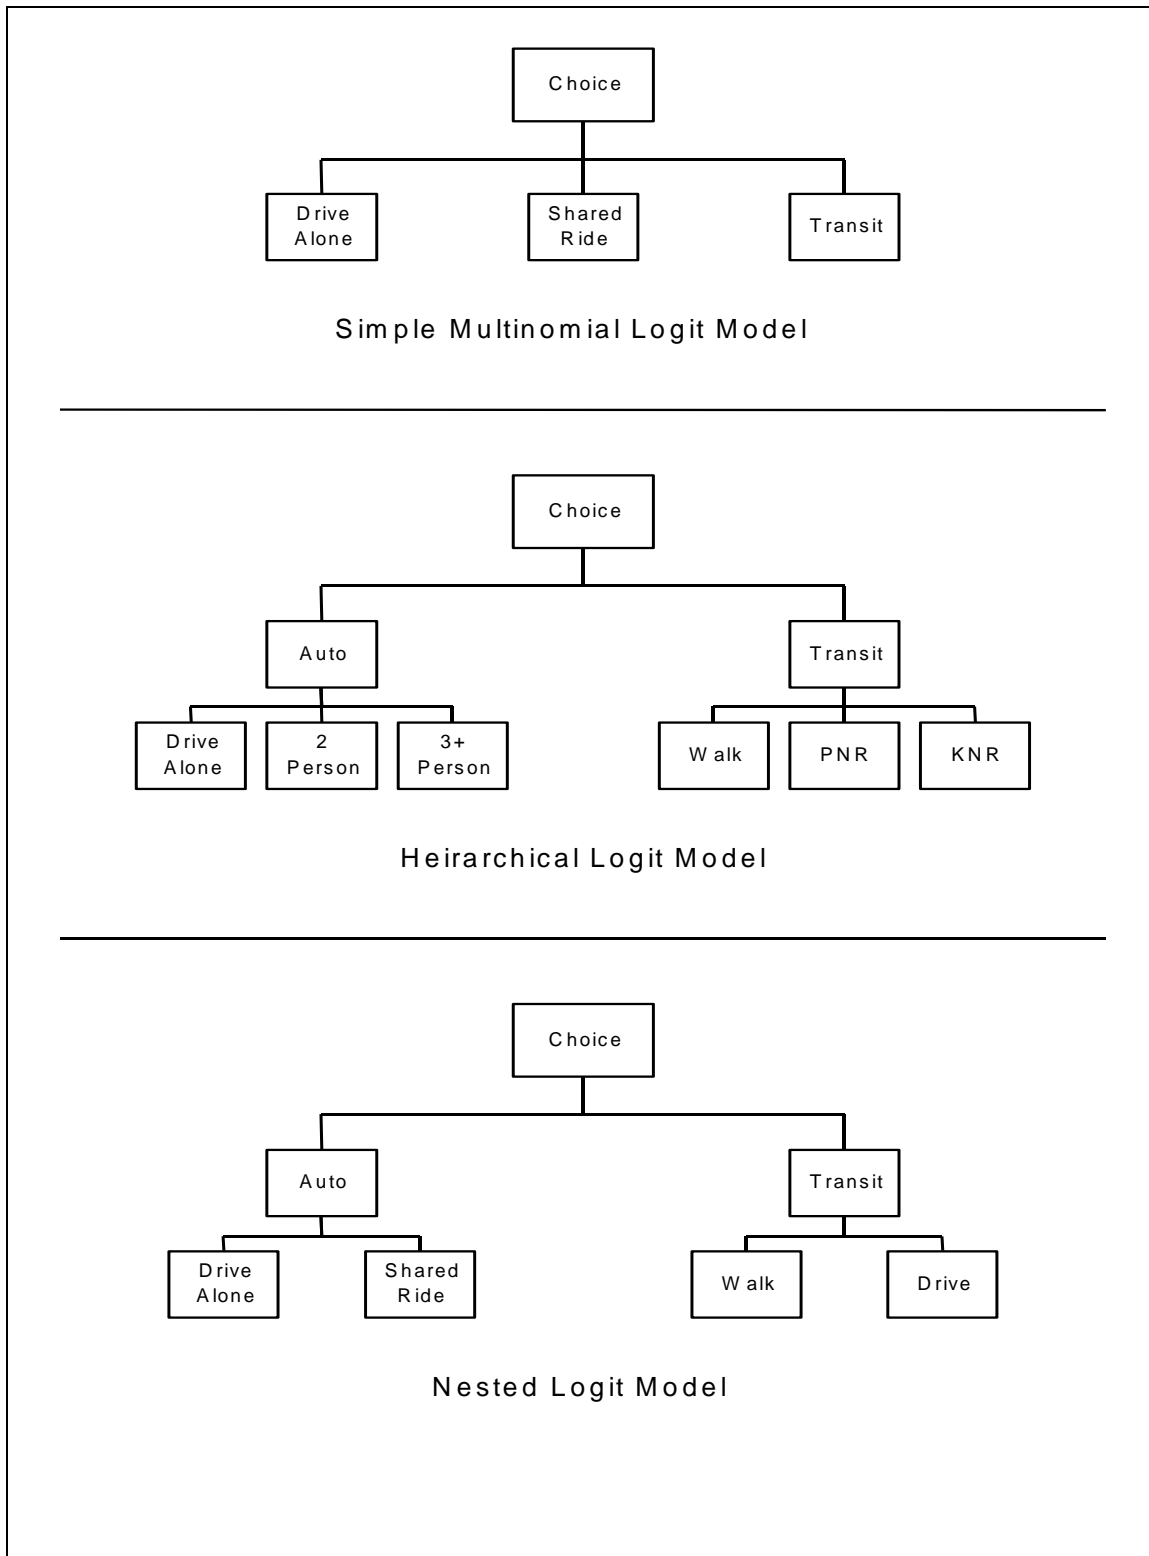 Choice
Drive
Alone
Shared
Ride
Transit
Simple Multinomial Logit Model
Choice
Auto
Transit
Drive
Alone
2
Person
3+
Person
Walk
PNR
KNR
Heirarchical Logit Model
Choice
Auto
Transit
Drive
Alone
Shared
Ride
Walk
Drive
Nested Logit Model